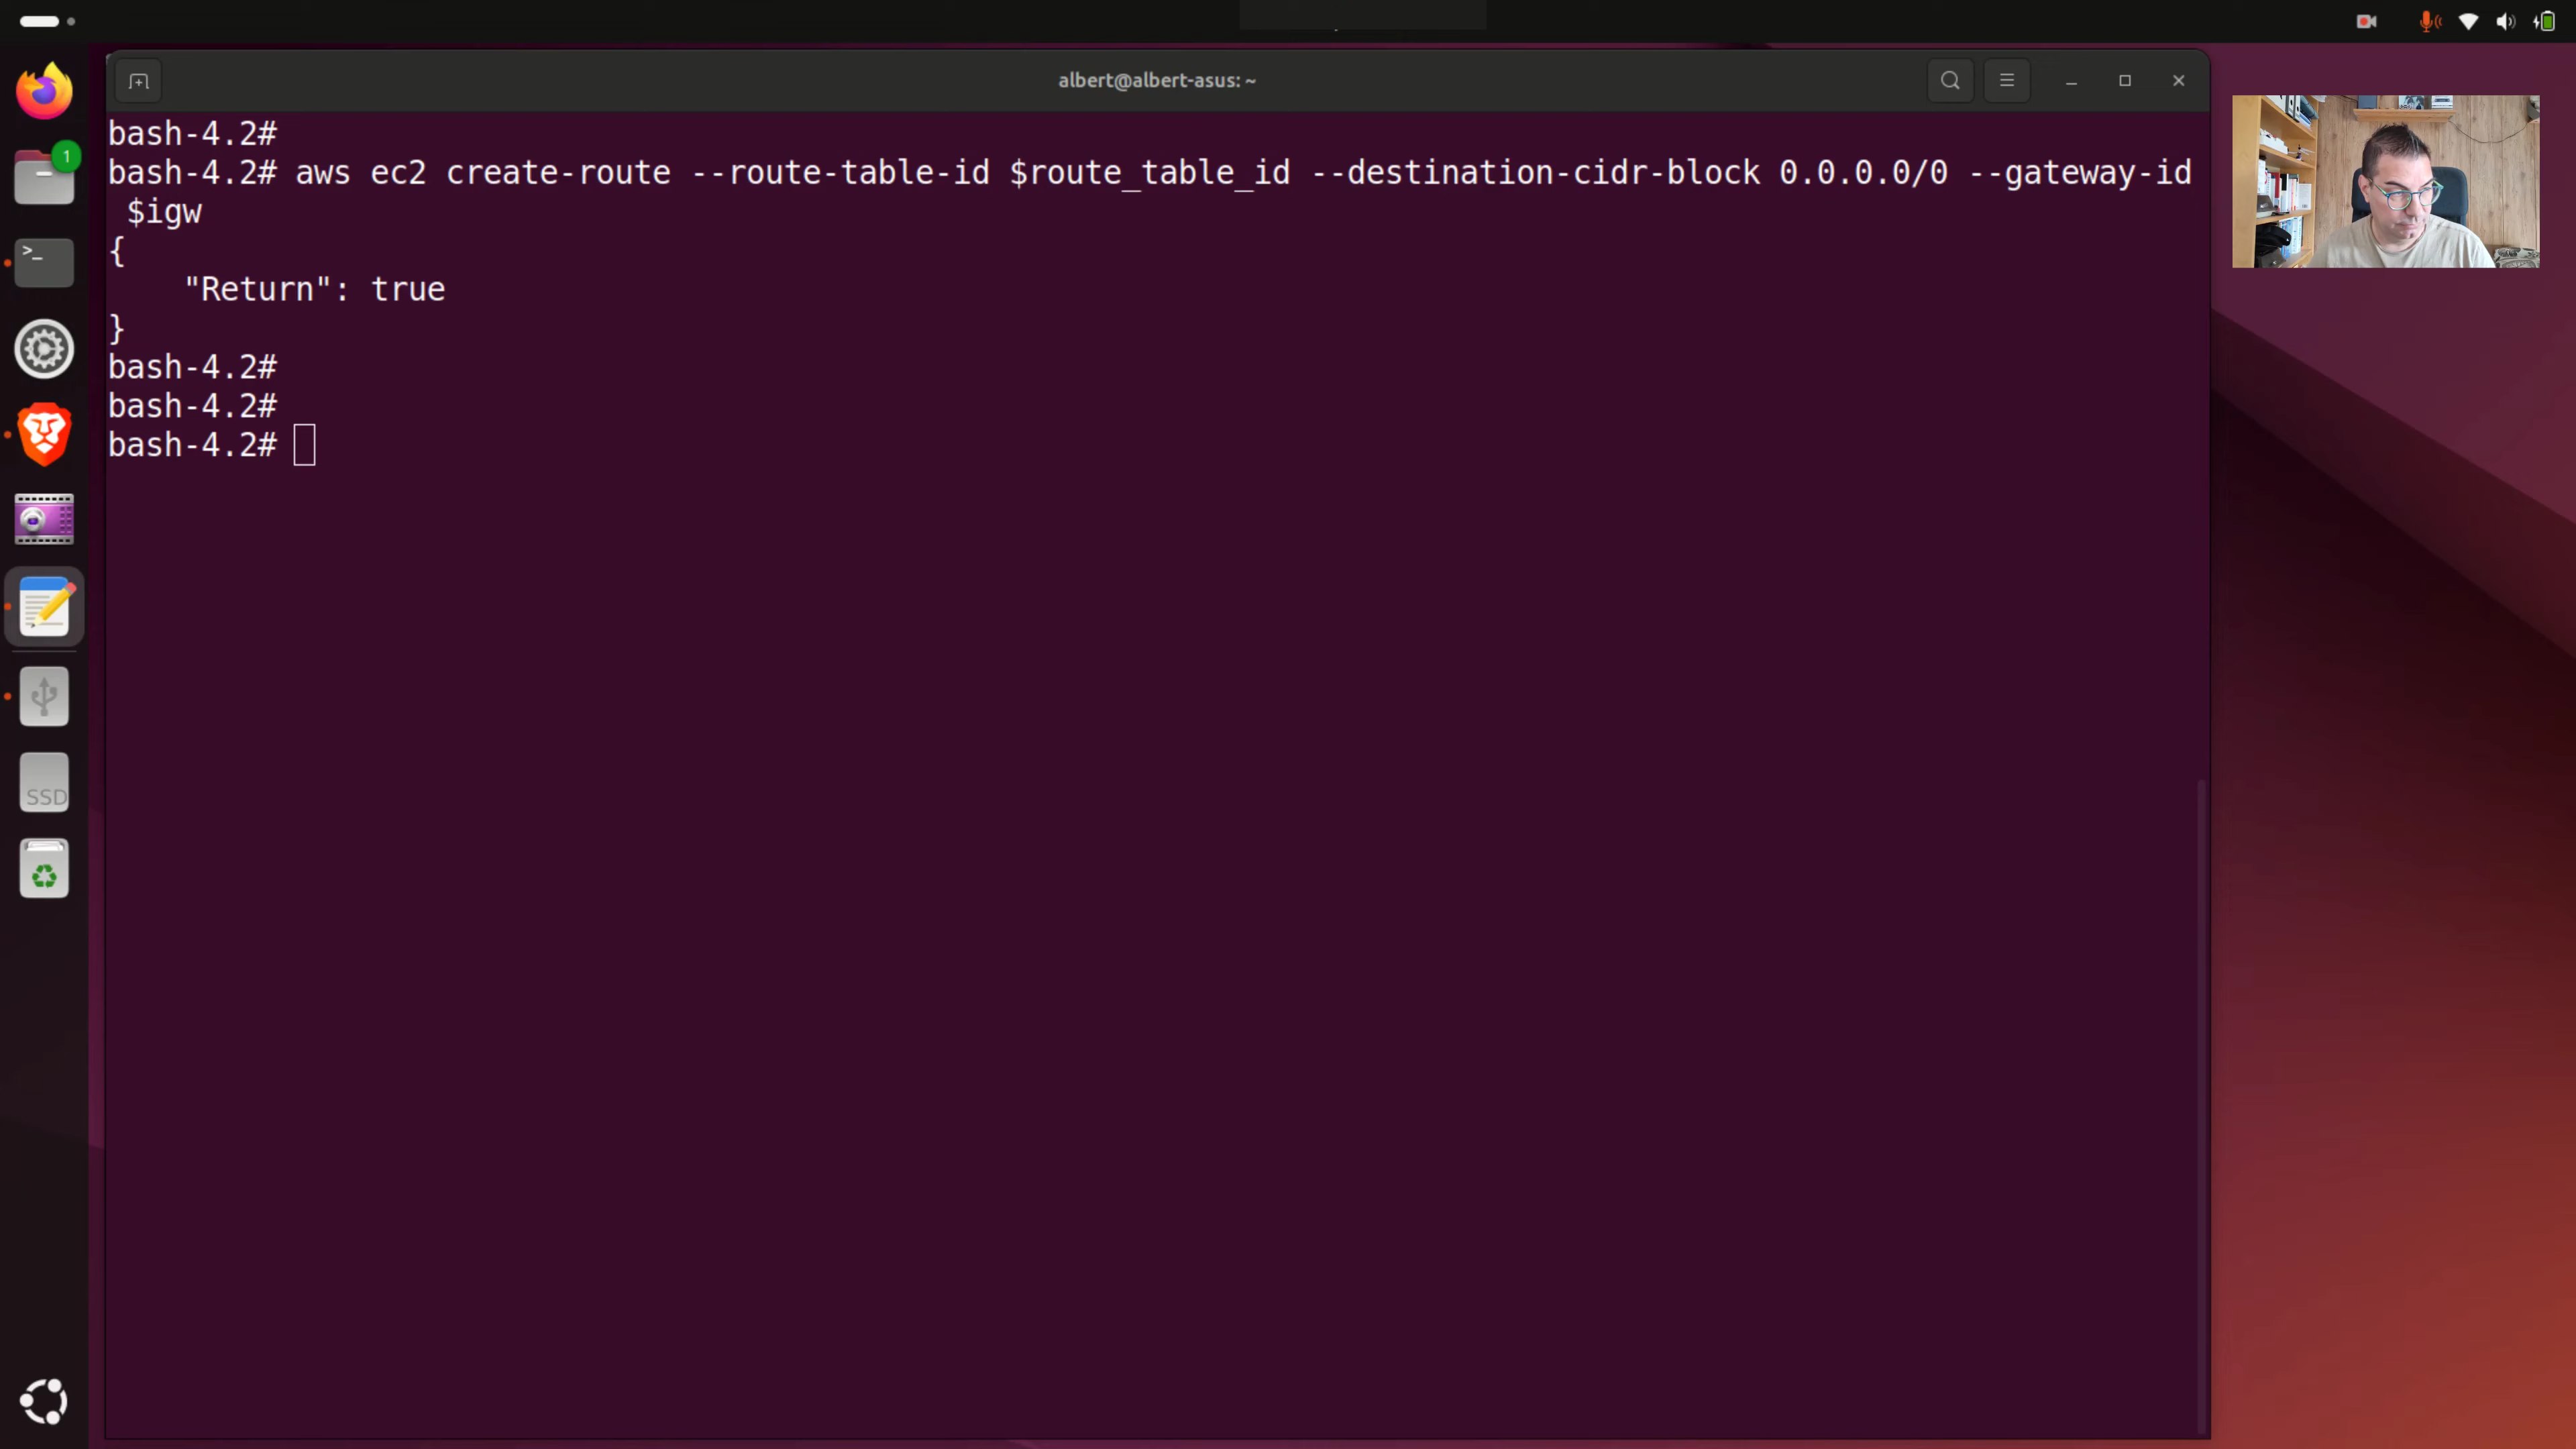 albert@albert-asus: ~
bash-4.2#
bash-4.2# aws ec2 create-route --route-table-id $route_table_id --destination-cidr-block 0.0.0.0/0 --gateway-id
$igw
{
"Return": true
}
bash-4.2#
bash-4.2#
bash-4.2#
1
>_
SSD